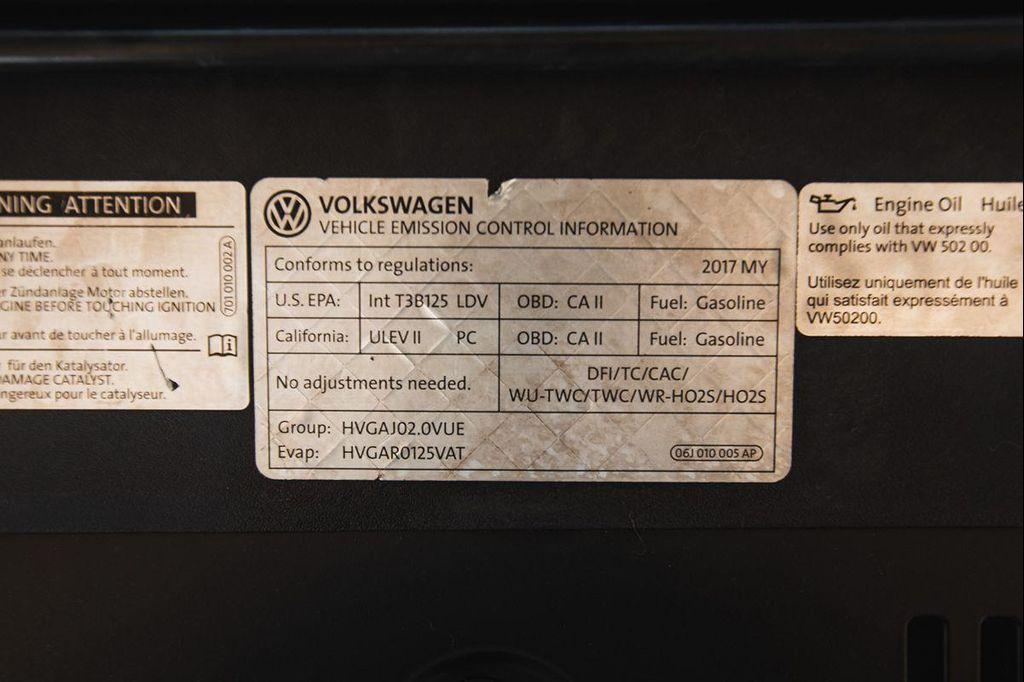 NING ATTENTION
anlaufen.
NY TIME.
se déclencher à tout moment.
er Zündanlage Motor abstellen.
GINE BEFORE TOUCHING IGNITION
ur avant de toucher à l'allumage.
für den Katalysator.
DAMAGE CATALYST.
ngereux pour le catalyseur.
701 010 002 A
VOLKSWAGEN
VEHICLE EMISSION CONTROL INFORMATION
Conforms to regulations: 2017 MY
U.S. EPA: Int T3B125 LDV OBD: CA II Fuel: Gasoline
California: ULEV II PC OBD: CA II Fuel: Gasoline
No adjustments needed.
DFI/TC/CAC/
WU-TWC/TWC/WR-HO2S/HO2S
Group: HVGAJ02.0VUE
Evap: HVGAR0125VAT
06J 010 005 AP
Engine Oil Huile
Use only oil that expressly
complies with VW 502 00.
Utilisez uniquement de l'huile
qui satisfait expressément à
VW50200.